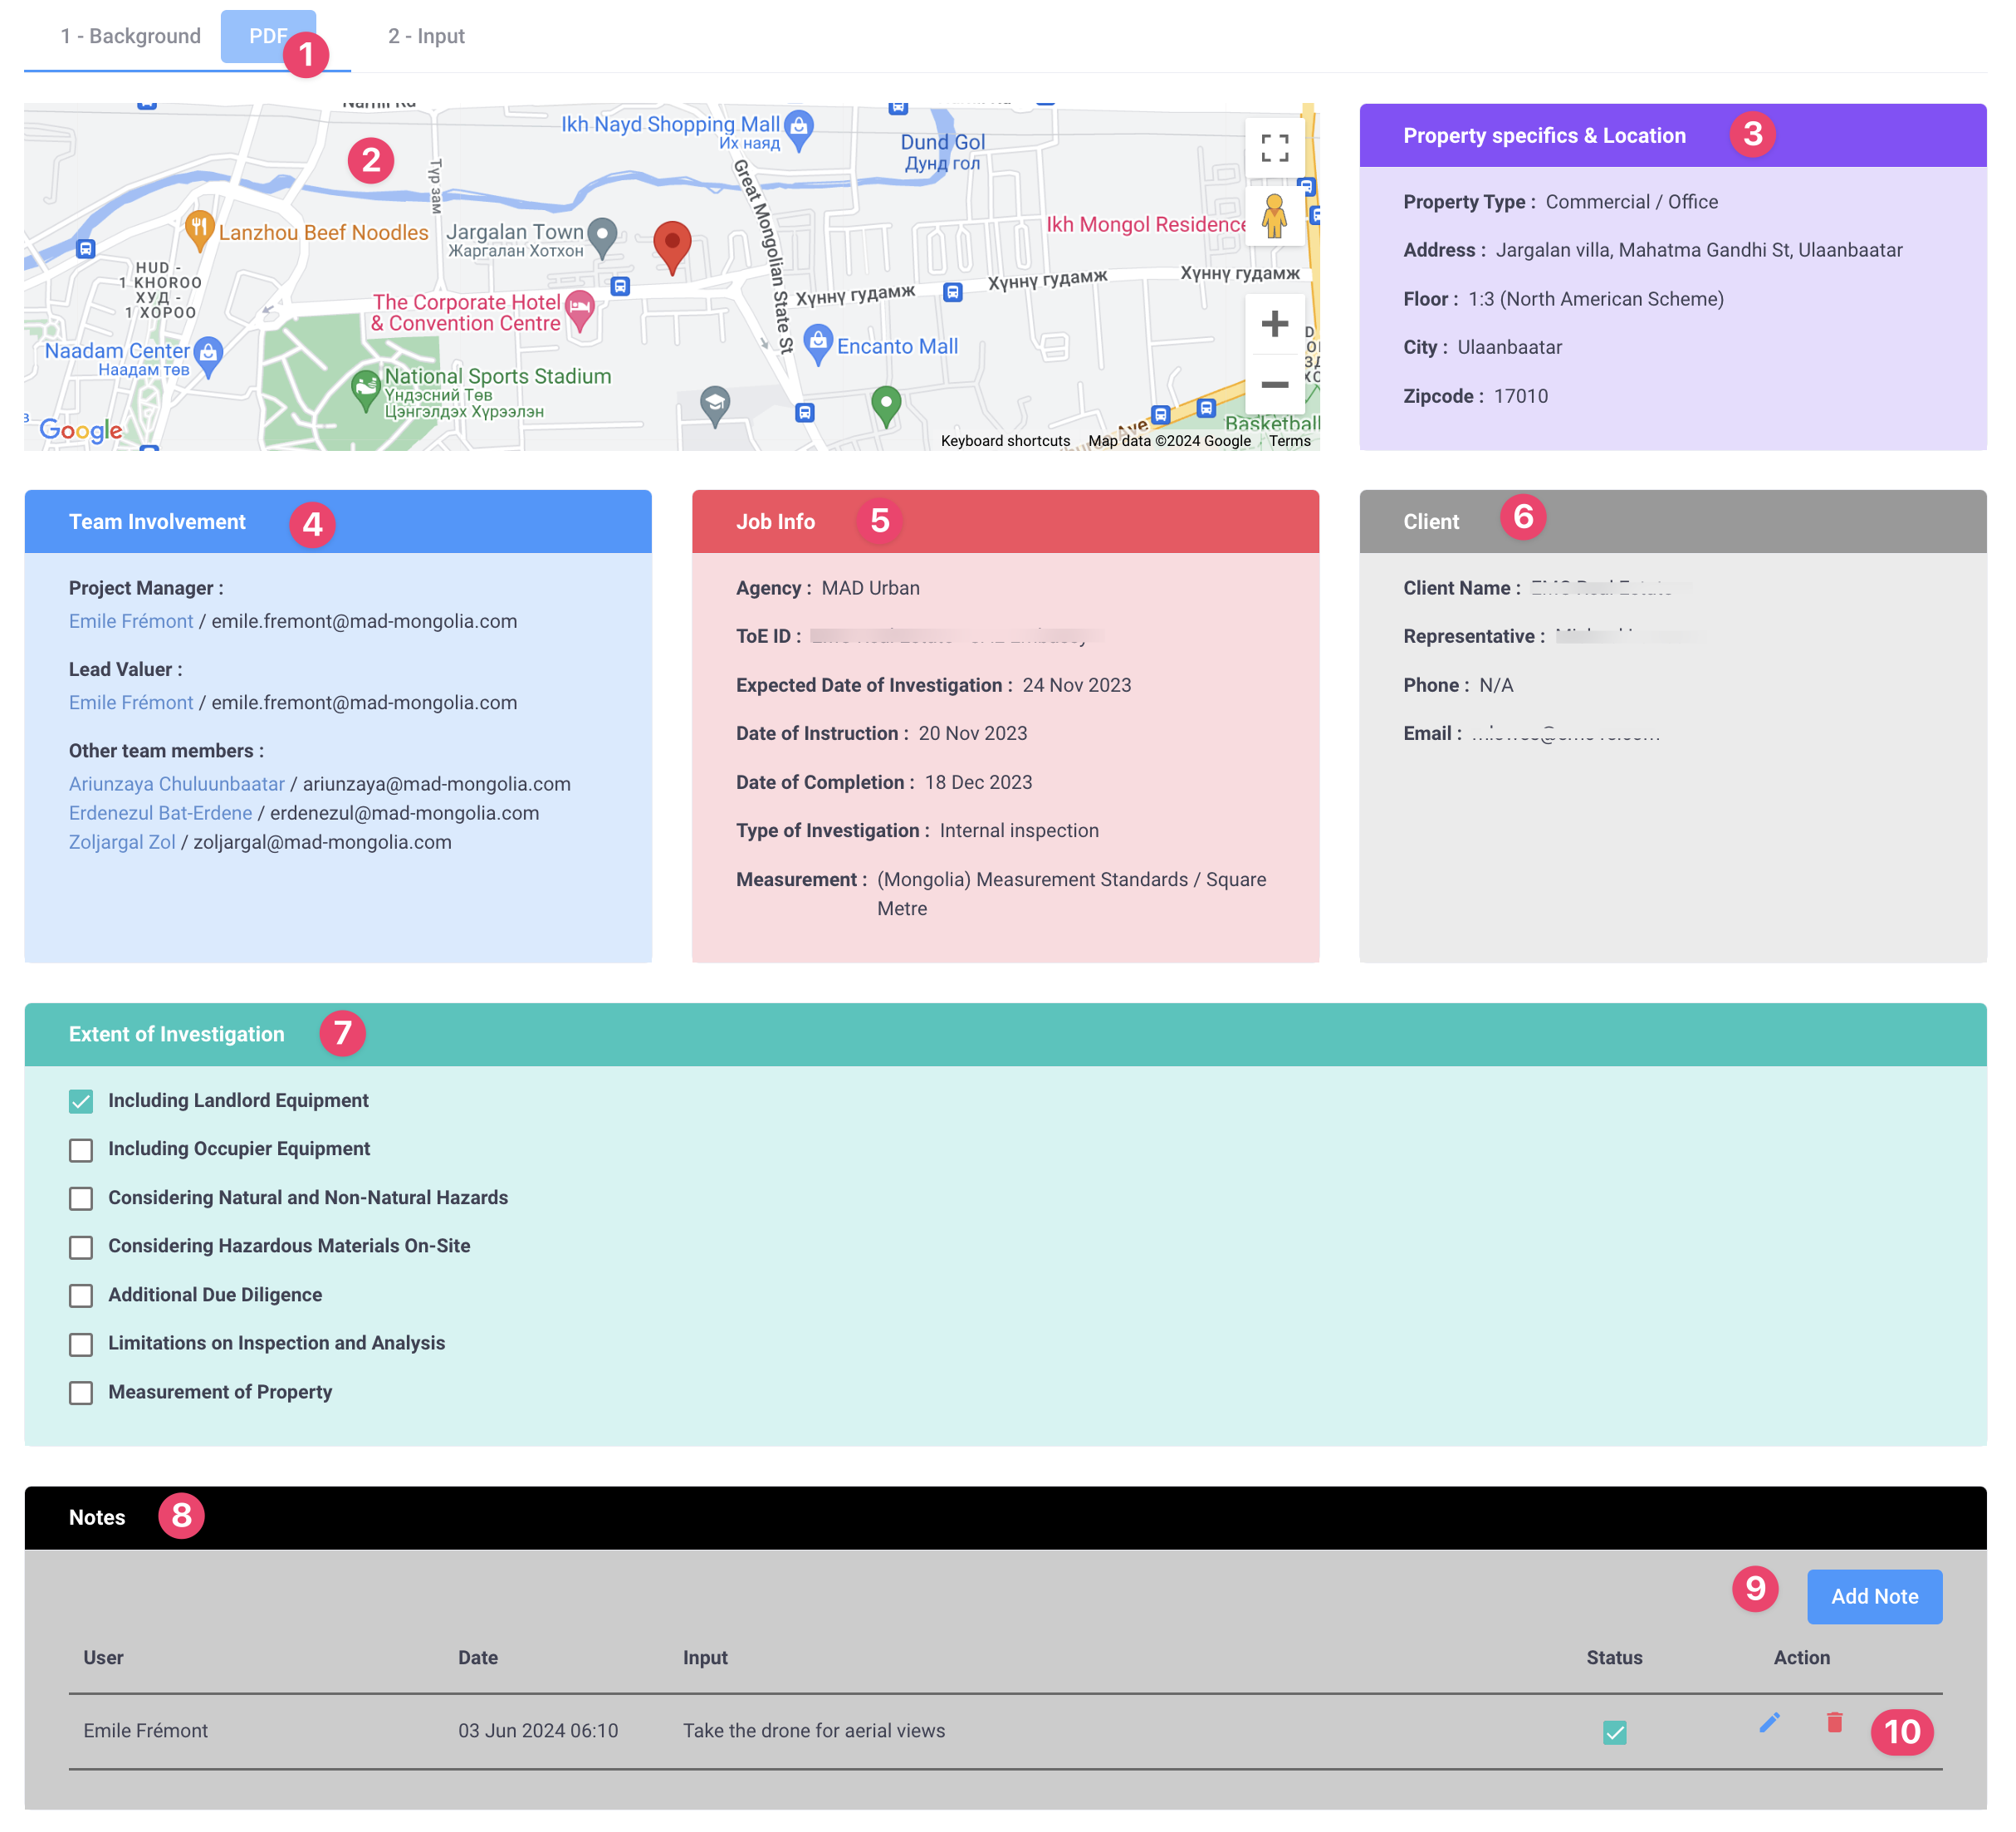 1 - Background
PDF
1
2 - Input
Narnii Rd
2
Ikh Nayd Shopping Mall
Их наяд
Dund Gol
Дунд гол
Түр зам
Great Mongolian State St
Lanzhou Beef Noodles
Jargalan Town
Жаргалан Хотхон
Ikh Mongol Residence
HUD -
1 KHOROO
ХУД -
1 ХОРОО
The Corporate Hotel
& Convention Centre
Хүннү гудамж
Хүннү гудамж
Хүннү гудамж
Naadam Center
Наадам төв
Encanto Mall
National Sports Stadium
Үндэсний Төв
Цэнгэлдэх Хүрээлэн
Basketball
Ave
Google
Keyboard shortcuts
Map data ©2024 Google
Terms
Property specifics & Location
3
Property Type : Commercial / Office
Address : Jargalan villa, Mahatma Gandhi St, Ulaanbaatar
Floor : 1:3 (North American Scheme)
City : Ulaanbaatar
Zipcode : 17010
Team Involvement
4
Project Manager :
Emile Frémont / emile.fremont@mad-mongolia.com
Lead Valuer :
Emile Frémont / emile.fremont@mad-mongolia.com
Other team members :
Ariunzaya Chuluunbaatar / ariunzaya@mad-mongolia.com
Erdenezul Bat-Erdene / erdenezul@mad-mongolia.com
Zoljargal Zol / zoljargal@mad-mongolia.com
Job Info
5
Agency : MAD Urban
ToE ID :
Expected Date of Investigation : 24 Nov 2023
Date of Instruction : 20 Nov 2023
Date of Completion : 18 Dec 2023
Type of Investigation : Internal inspection
Measurement : (Mongolia) Measurement Standards / Square
Metre
Client
6
Client Name :
Representative :
Phone : N/A
Email :
Extent of Investigation
7
Including Landlord Equipment
Including Occupier Equipment
Considering Natural and Non-Natural Hazards
Considering Hazardous Materials On-Site
Additional Due Diligence
Limitations on Inspection and Analysis
Measurement of Property
Notes
8
9
Add Note
User Date Input Status Action
Emile Frémont 03 Jun 2024 06:10 Take the drone for aerial views
10